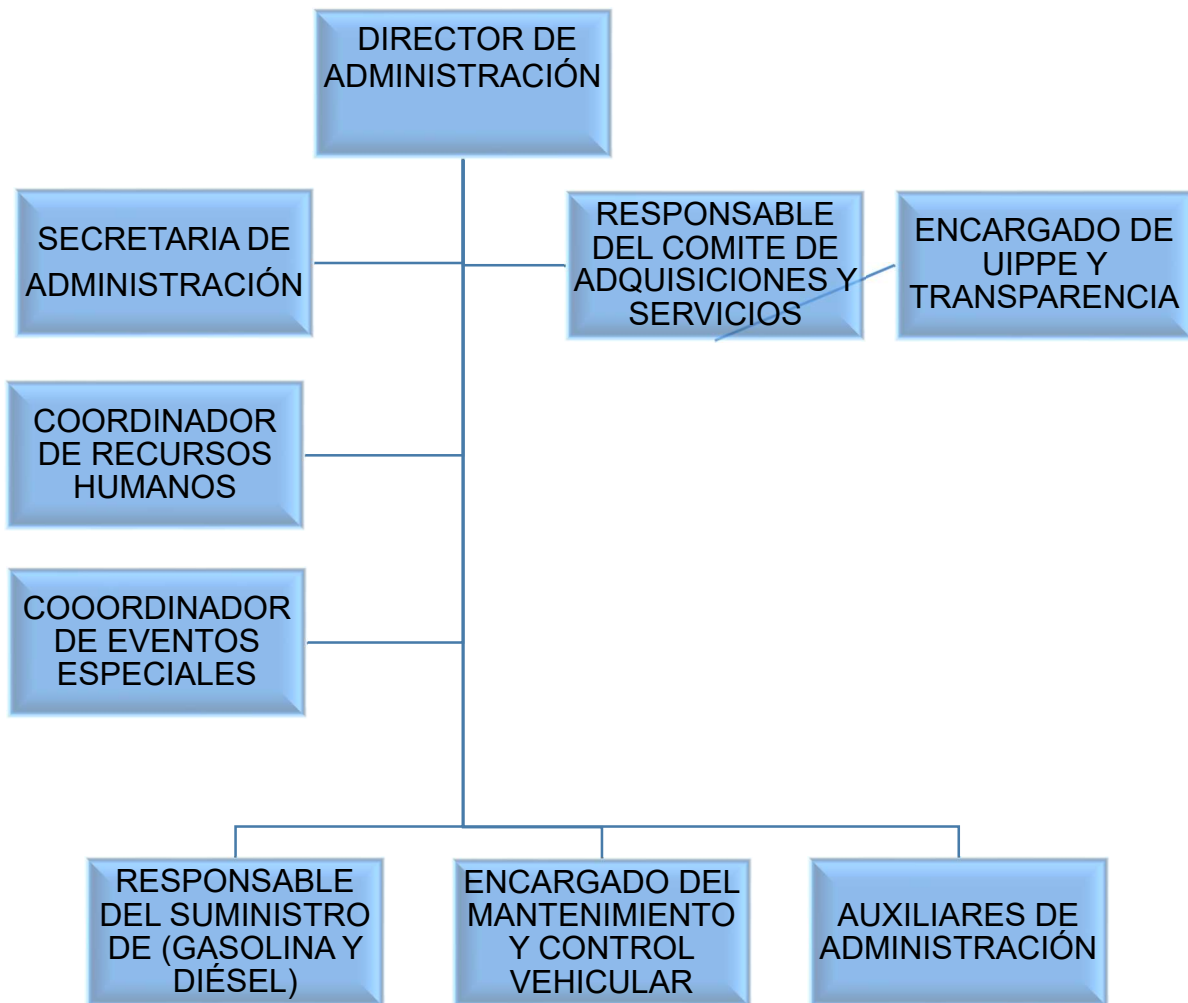 DIRECTOR DE
ADMINISTRACIÓN
SECRETARIA DE
ADMINISTRACIÓN
RESPONSABLE
DEL COMITE DE
ADQUISICIONES Y
SERVICIOS
ENCARGADO DE
UIPPE Y
TRANSPARENCIA
COORDINADOR
DE RECURSOS
HUMANOS
COOORDINADOR
DE EVENTOS
ESPECIALES
RESPONSABLE
DEL SUMINISTRO
DE (GASOLINA Y
DIÉSEL)
ENCARGADO DEL
MANTENIMIENTO
Y CONTROL
VEHICULAR
AUXILIARES DE
ADMINISTRACIÓN